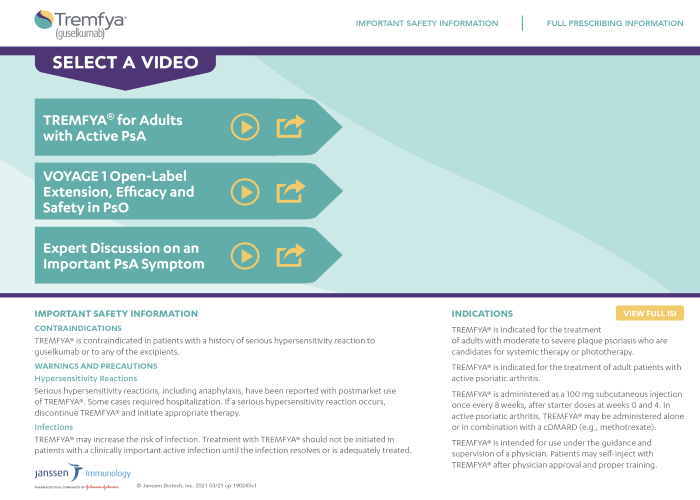 Tremfya®
(guselkumab)
IMPORTANT SAFETY INFORMATION
FULL PRESCRIBING INFORMATION
SELECT A VIDEO
TREMFYA® for Adults
with Active PsA
VOYAGE 1 Open-Label
Extension, Efficacy and
Safety in PsO
Expert Discussion on an
Important PsA Symptom
IMPORTANT SAFETY INFORMATION
CONTRAINDICATIONS
TREMFYA® is contraindicated in patients with a history of serious hypersensitivity reaction to
guselkumab or to any of the excipients.
WARNINGS AND PRECAUTIONS
Hypersensitivity Reactions
Serious hypersensitivity reactions, including anaphylaxis, have been reported with postmarket use
of TREMFYA®. Some cases required hospitalization. If a serious hypersensitivity reaction occurs,
discontinue TREMFYA® and initiate appropriate therapy.
Infections
TREMFYA® may increase the risk of infection. Treatment with TREMFYA® should not be initiated in
patients with a clinically important active infection until the infection resolves or is adequately treated.
INDICATIONS
VIEW FULL ISI
TREMFYA® is indicated for the treatment
of adults with moderate to severe plaque psoriasis who are
candidates for systemic therapy or phototherapy.
TREMFYA® is indicated for the treatment of adult patients with
active psoriatic arthritis.
TREMFYA® is administered as a 100 mg subcutaneous injection
once every 8 weeks, after starter doses at weeks 0 and 4. In
active psoriatic arthritis, TREMFYA® may be administered alone
or in combination with a cDMARD (e.g., methotrexate).
TREMFYA® is intended for use under the guidance and
supervision of a physician. Patients may self-inject with
TREMFYA® after physician approval and proper training.
janssen Immunology
PHARMACEUTICAL COMPANIES OF Johnson & Johnson
© Janssen Biotech, Inc. 2021 03/21 cp-190245v1